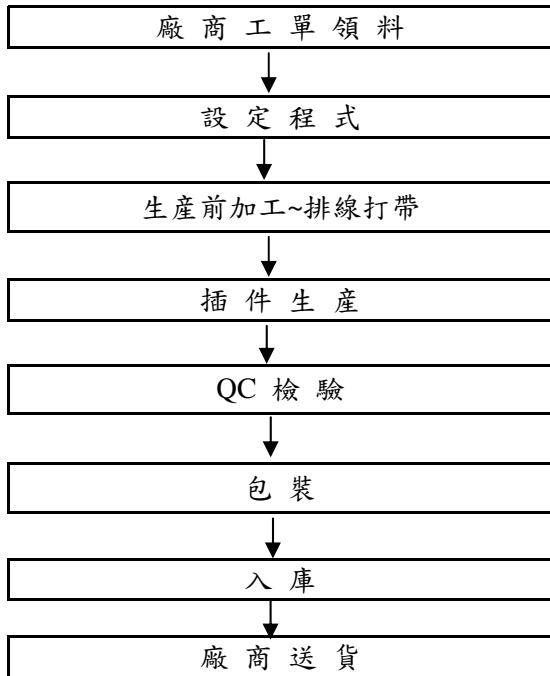 廠商工單領料
設定程式
生產前加工~排線打帶
插件生產
QC 檢驗
包裝
入庫
廠商送貨